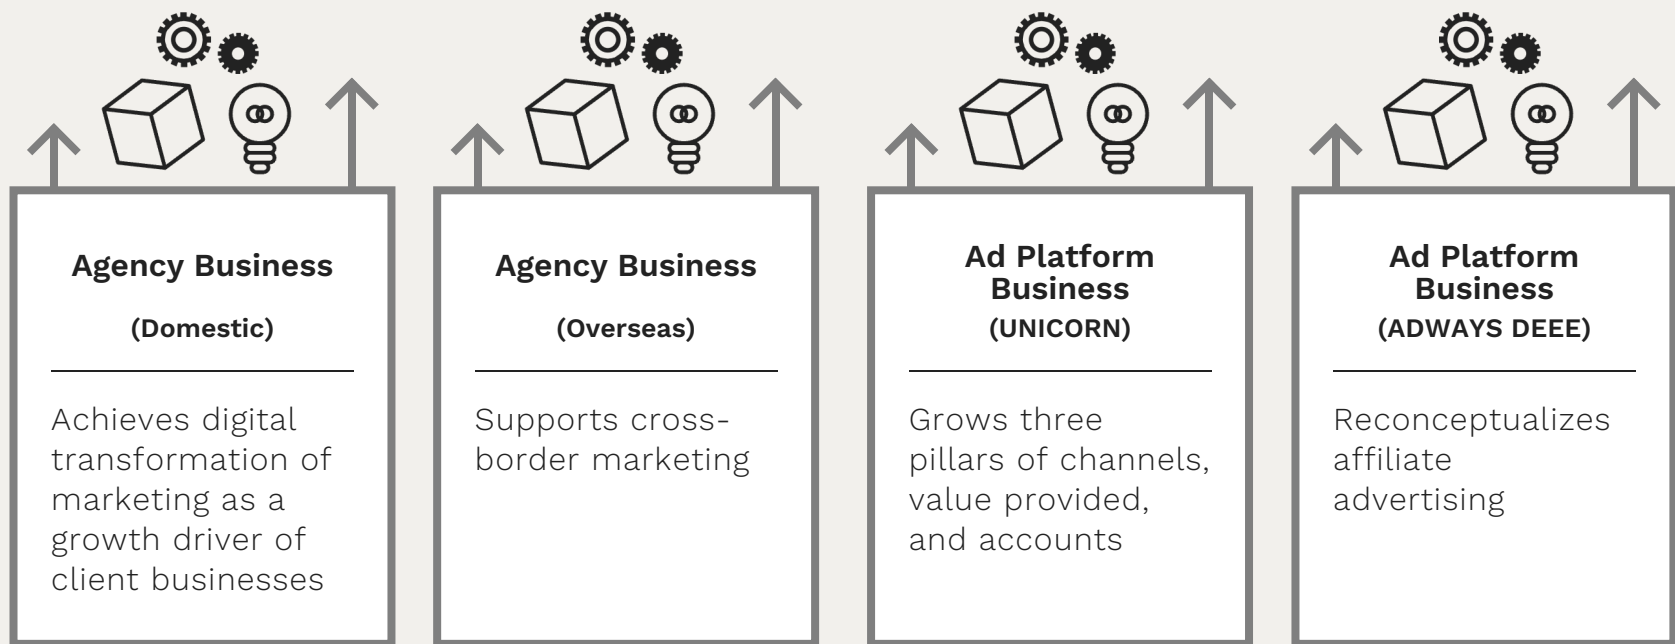 Agency Business
(Domestic)
Achieves digital
transformation of
marketing as a
growth driver of
client businesses
Agency Business
(Overseas)
Supports cross-
border marketing
Ad Platform
Business
(UNICORN)
Grows three
pillars of channels,
value provided,
and accounts
Ad Platform
Business
(ADWAYS DEEE)
Reconceptualizes
affiliate
advertising